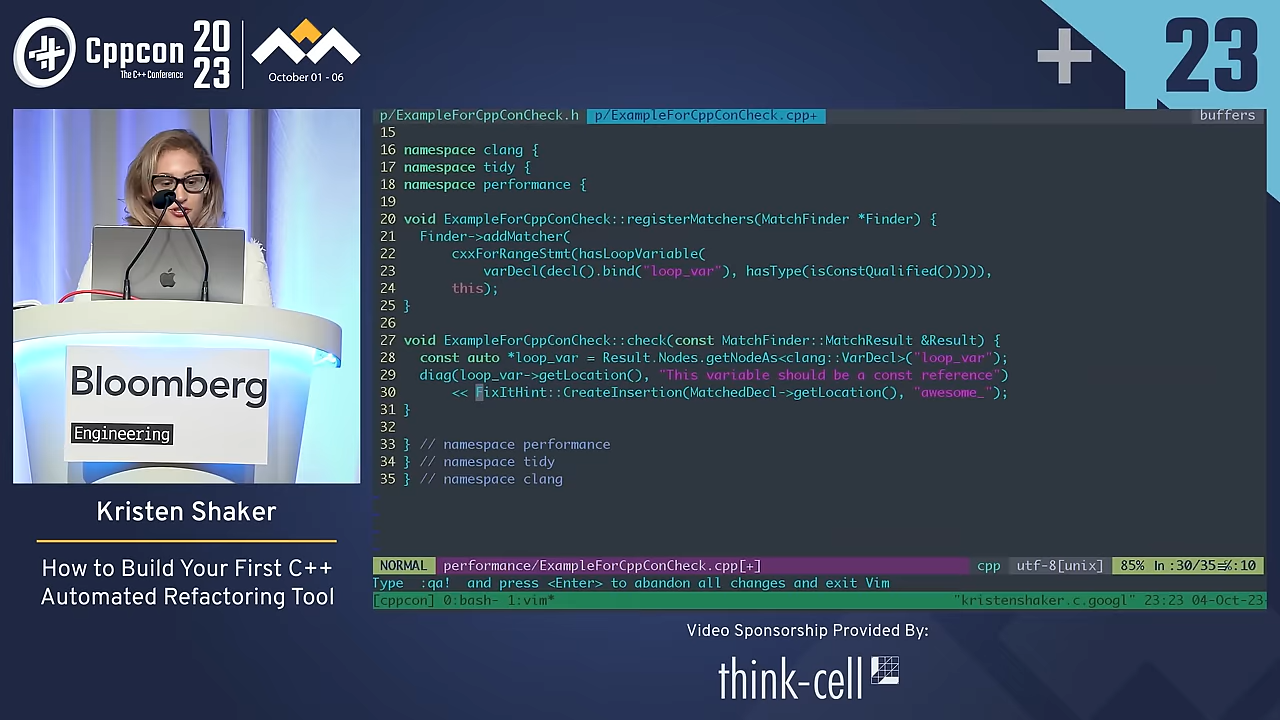 Cppcon
The C++ Conference
20
23
October 01 - 06
23
p/ExampleForCppConCheck.h p/ExampleForCppConCheck.cpp+ buffers
15
16 namespace clang {
17 namespace tidy {
18 namespace performance {
19
20 void ExampleForCppConCheck::registerMatchers(MatchFinder *Finder) {
21 Finder->addMatcher(
22 cxxForRangeStmt(hasLoopVariable(
23 varDecl(decl().bind("loop_var"), hasType(isConstQualified())))),
24 this);
25 }
26
27 void ExampleForCppConCheck::check(const MatchFinder::MatchResult &Result) {
28 const auto *loop_var = Result.Nodes.getNodeAs<clang::VarDecl>("loop_var");
29 diag(loop_var->getLocation(), "This variable should be a const reference")
30 << FixItHint::CreateInsertion(MatchedDecl->getLocation(), "awesome_");
31 }
32
33 } // namespace performance
34 } // namespace tidy
35 } // namespace clang
NORMAL performance/ExampleForCppConCheck.cpp[+] cpp utf-8[unix] 85% ln :30/35≡℅:10
Type :qa! and press <Enter> to abandon all changes and exit Vim
[cppcon] 0:bash- 1:vim* "kristenshaker.c.googl" 23:23 04-Oct-23
Bloomberg
Engineering
Kristen Shaker
How to Build Your First C++
Automated Refactoring Tool
Video Sponsorship Provided By:
think-cell